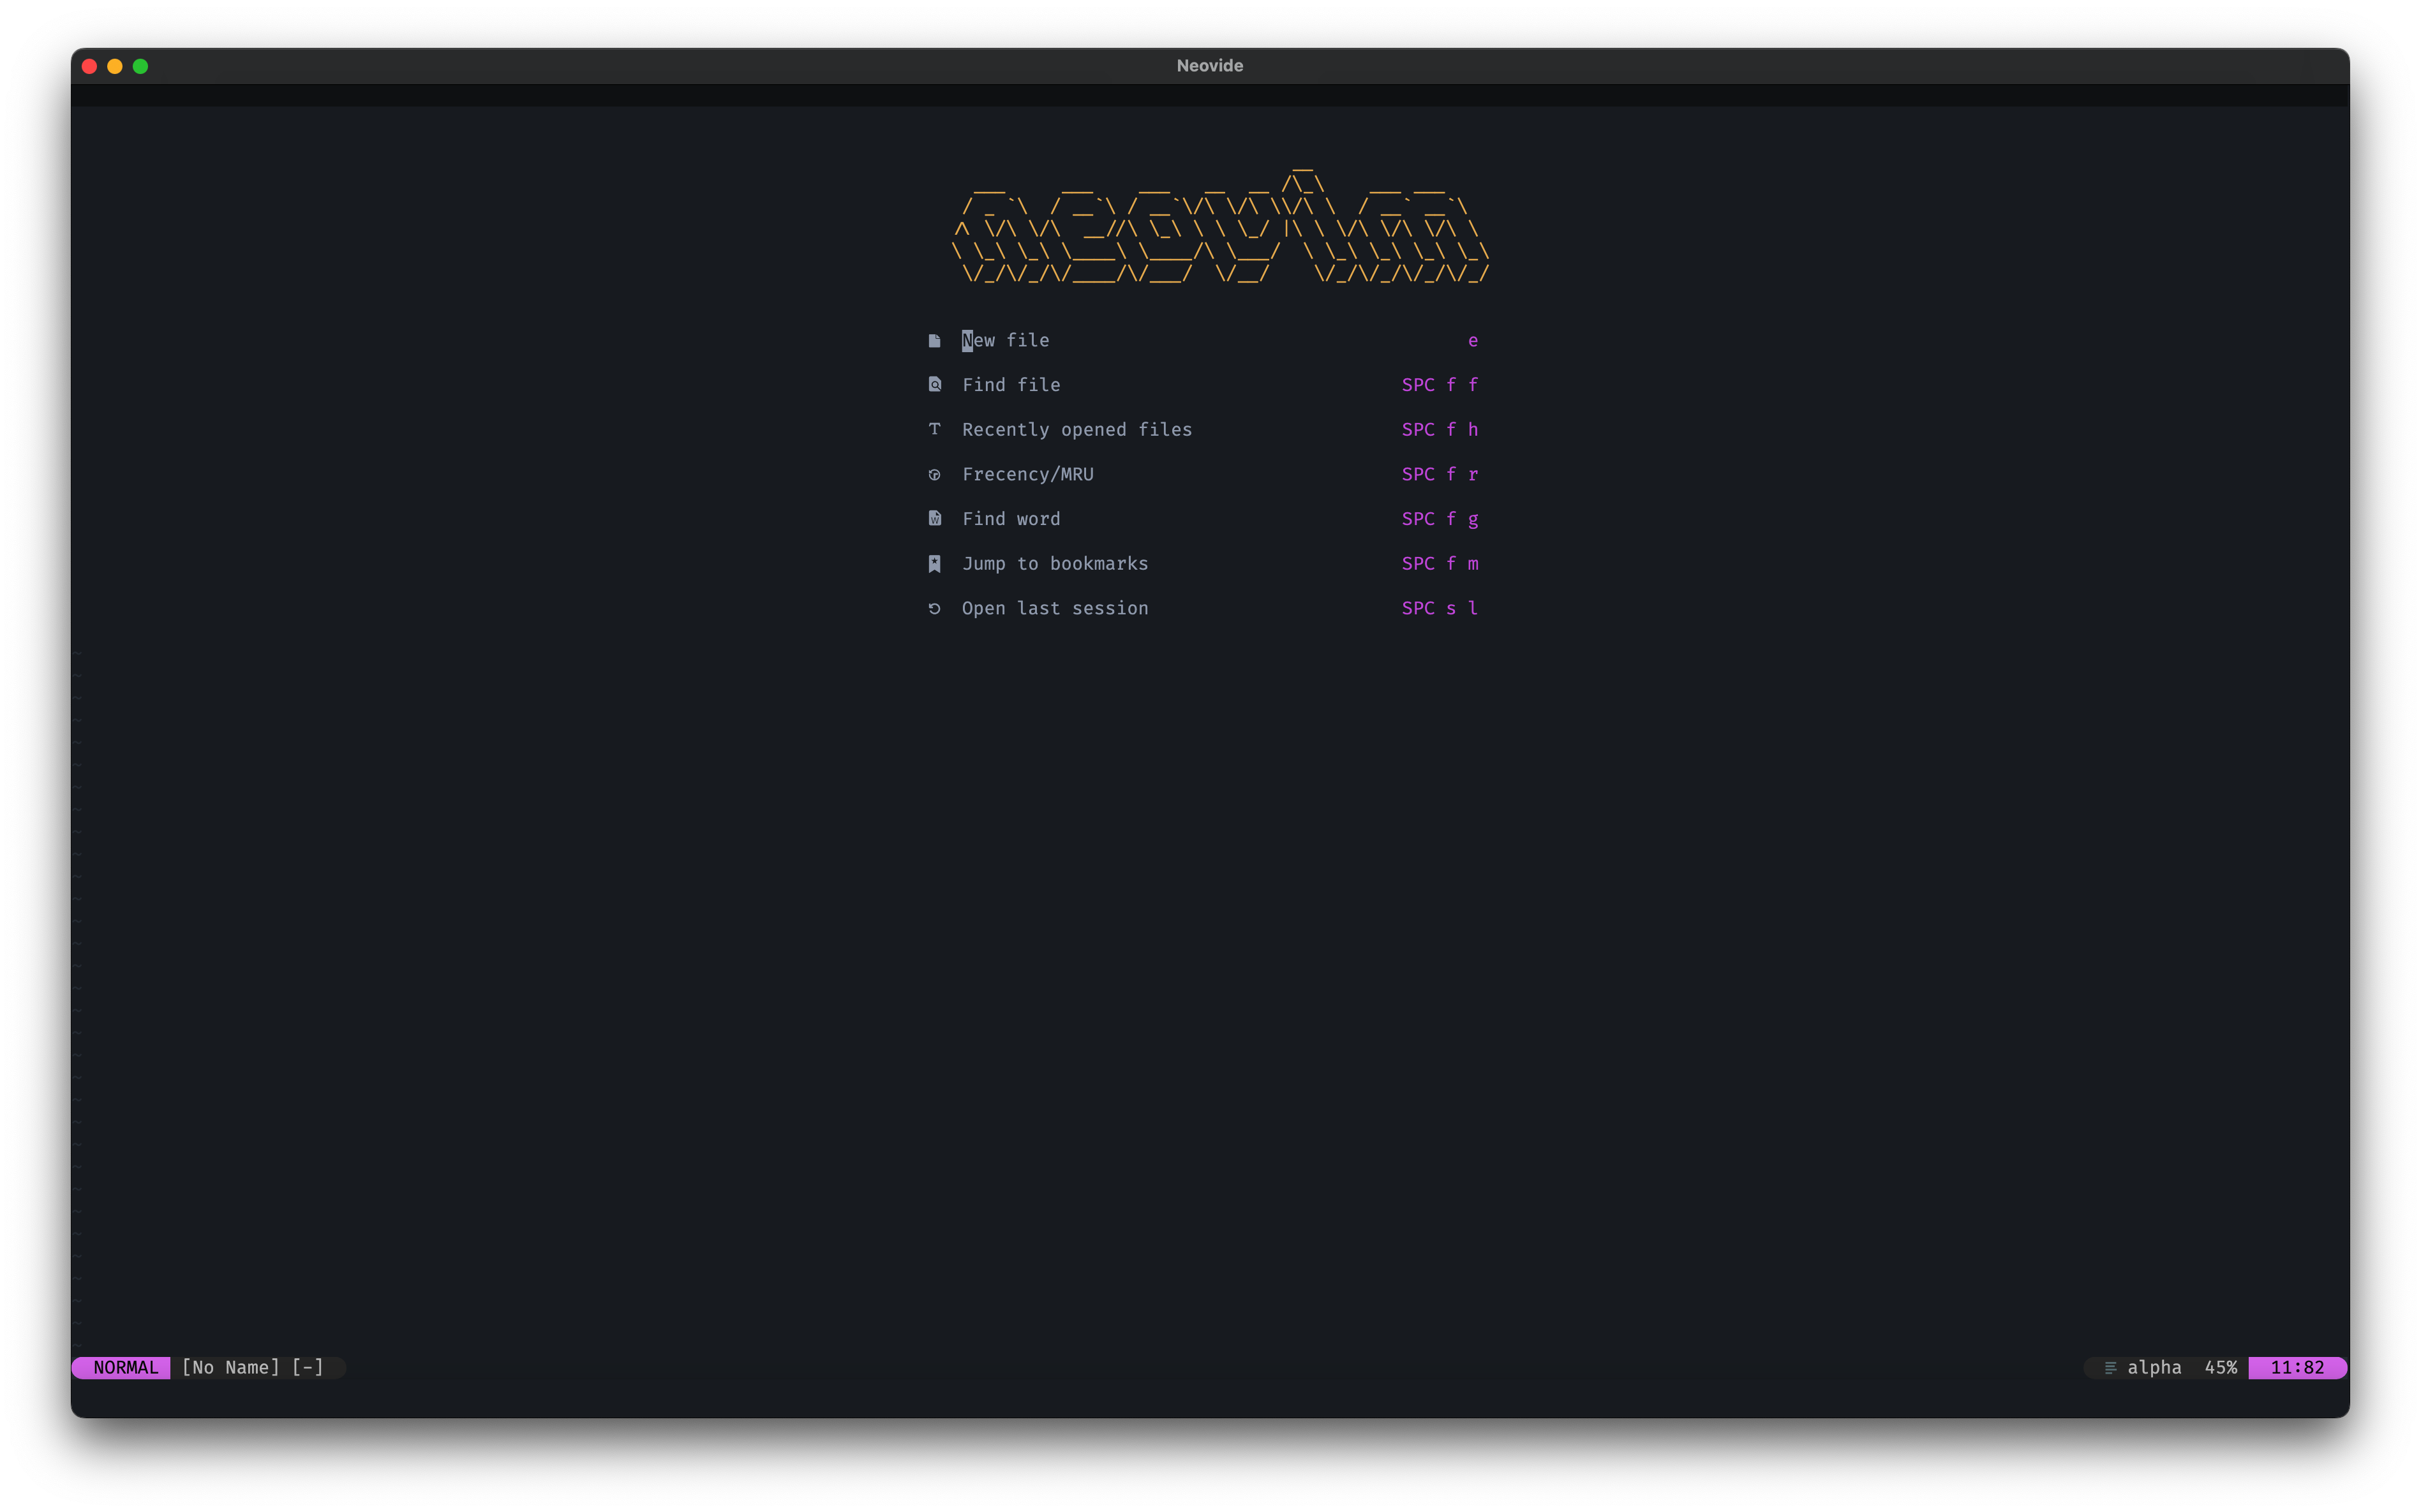 Neovide
neovim
New file e
Find file SPC f f
Recently opened files SPC f h
Frecency/MRU SPC f r
Find word SPC f g
Jump to bookmarks SPC f m
Open last session SPC s l
NORMAL [No Name] [-] alpha 45% 11:82